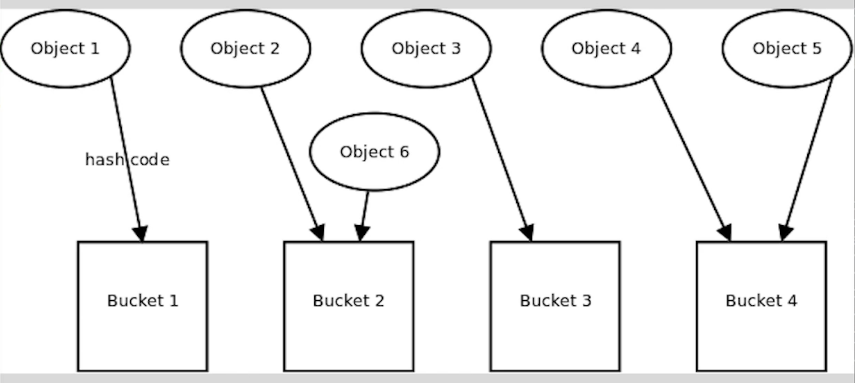 Object 1
Object 2
Object 3
Object 4
Object 5
Object 6
hash code
Bucket 1
Bucket 2
Bucket 3
Bucket 4